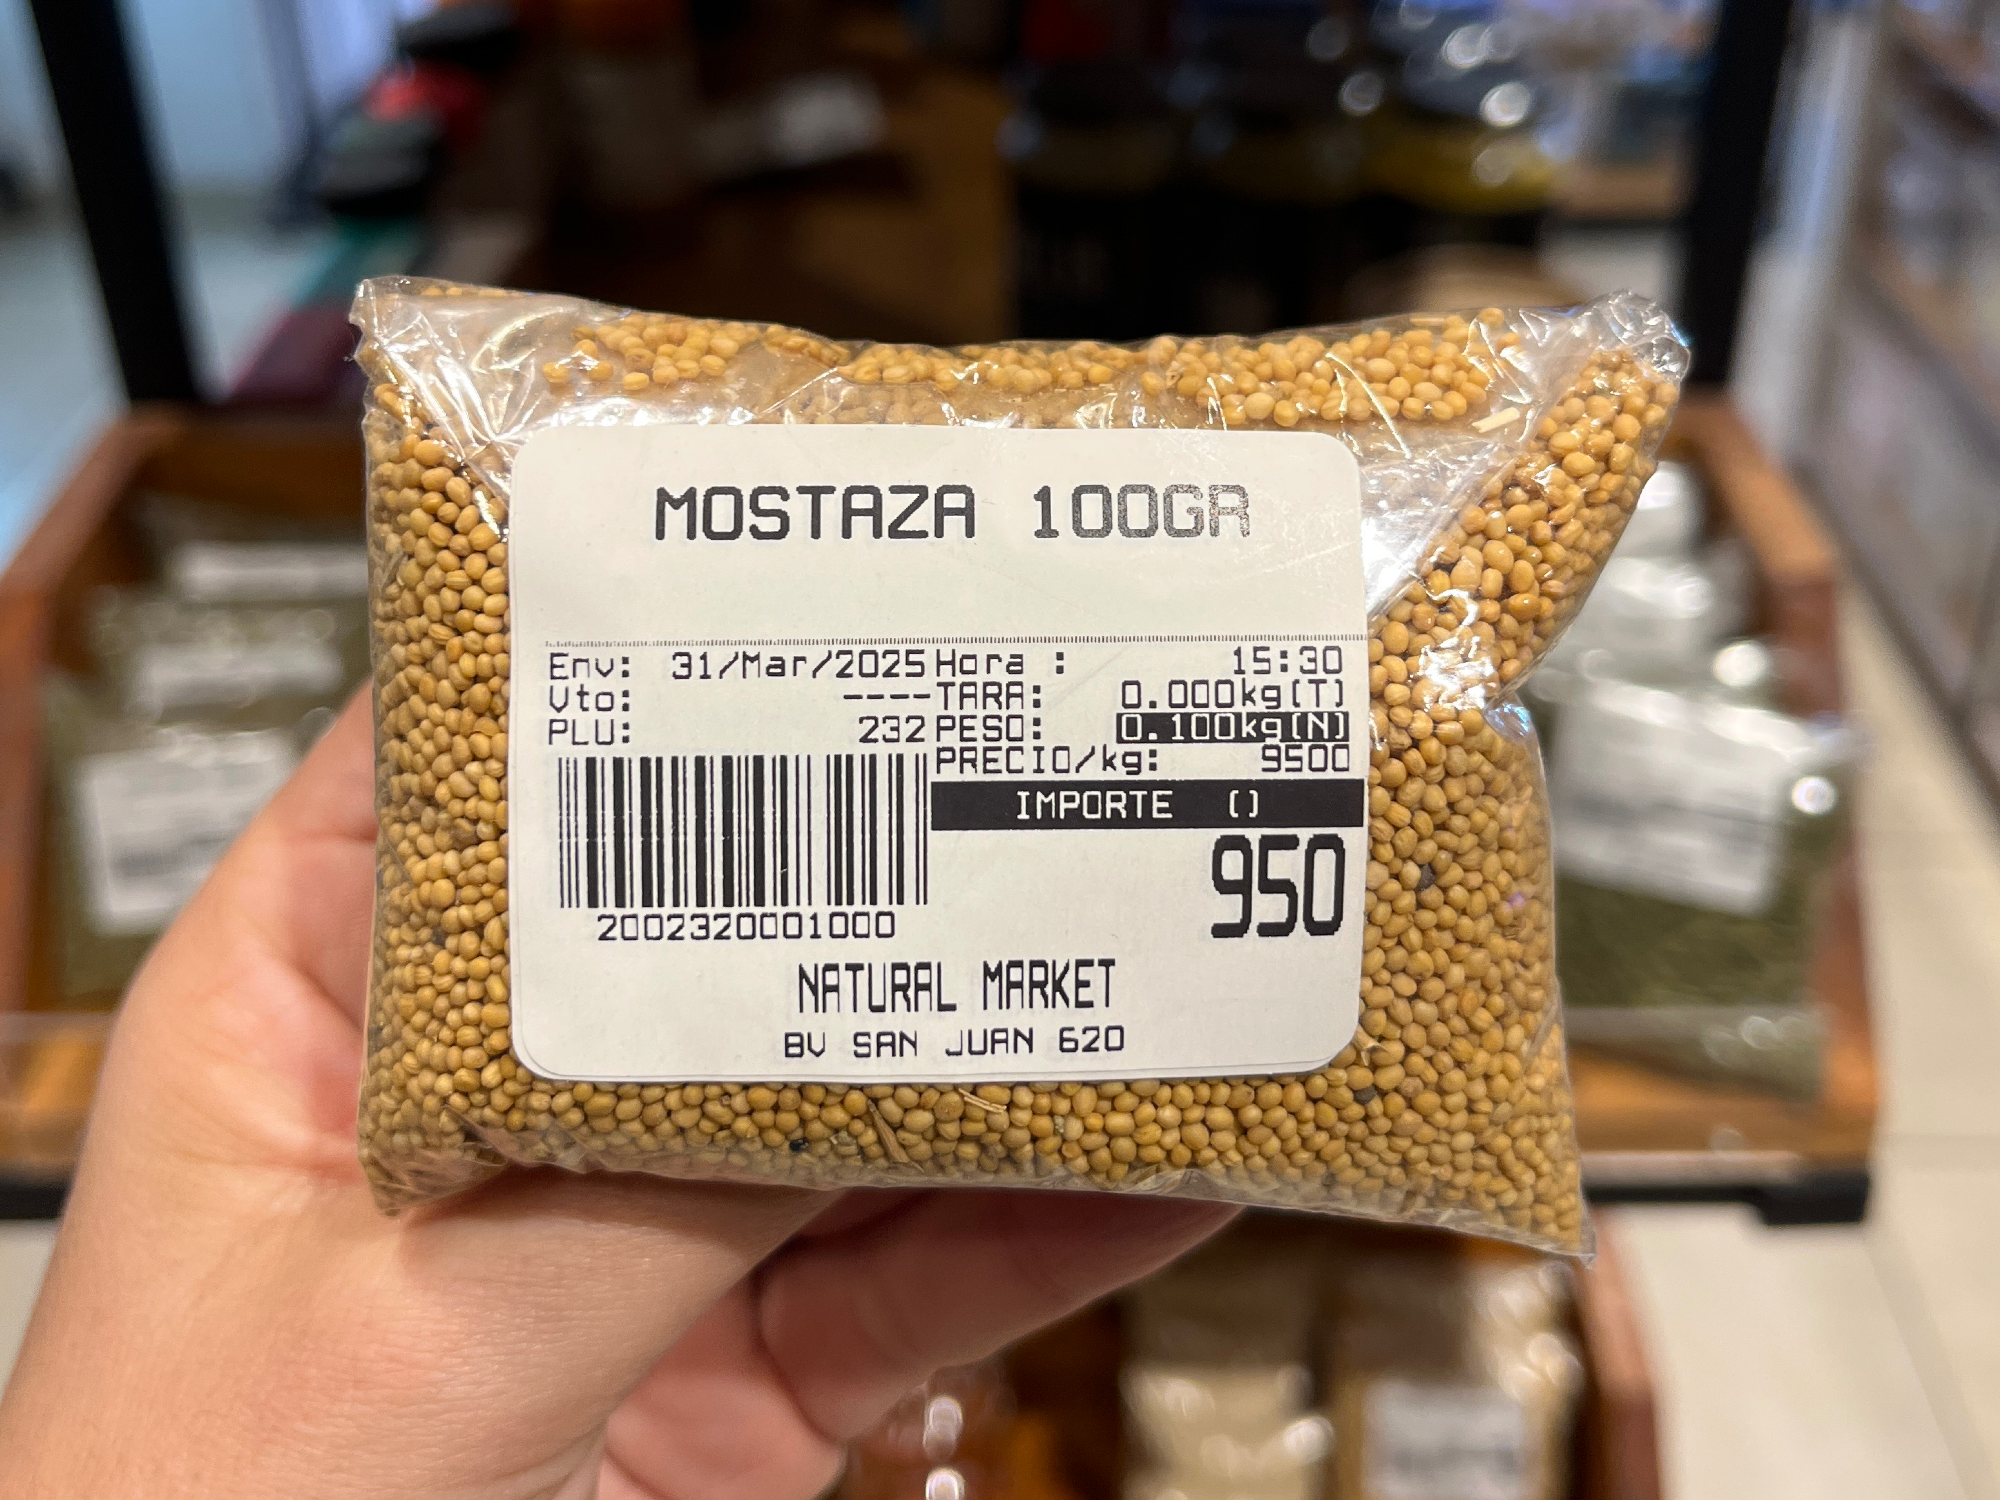 MOSTAZA 100GR
Env: 31/Mar/2025 Hora : 15:30
Vto: ---- TARA: 0.000kg(T)
PLU: 232 PESO: 0.100kg(N)
PRECIO/kg: 9500
IMPORTE ()
950
2002320001000
NATURAL MARKET
BV SAN JUAN 620